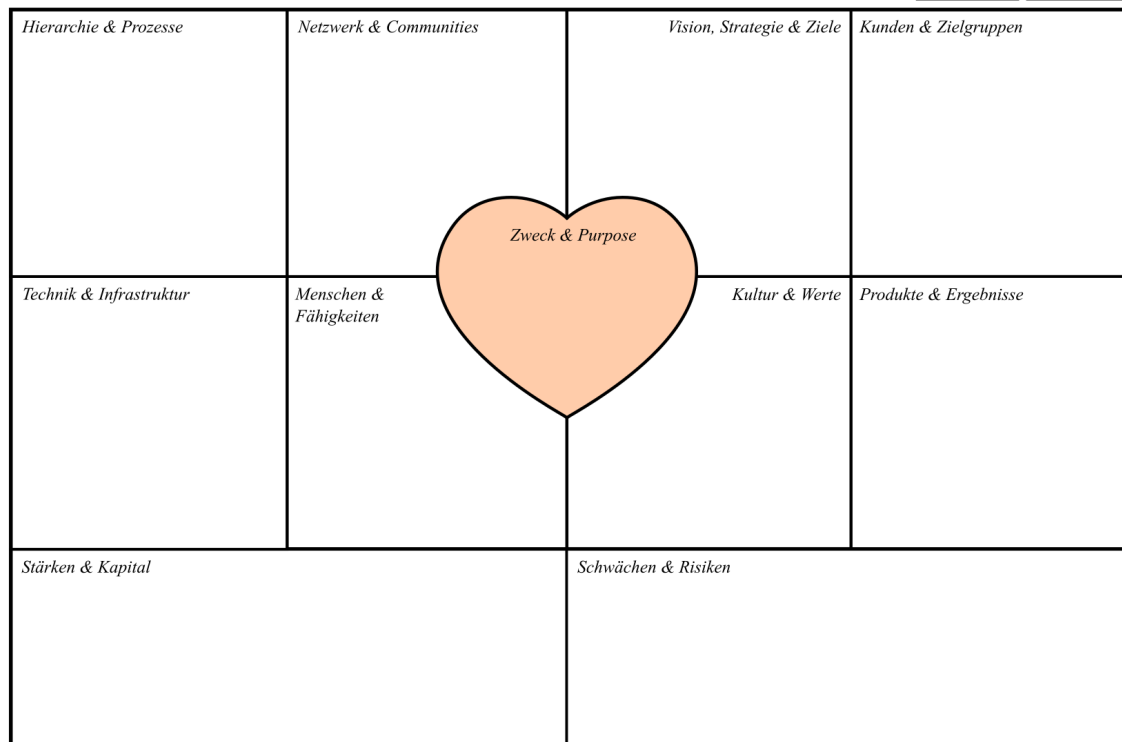 Hierarchie & Prozesse
Netzwerk & Communities
Vision, Strategie & Ziele
Kunden & Zielgruppen
Zweck & Purpose
Technik & Infrastruktur
Menschen &
Fähigkeiten
Kultur & Werte
Produkte & Ergebnisse
Stärken & Kapital
Schwächen & Risiken